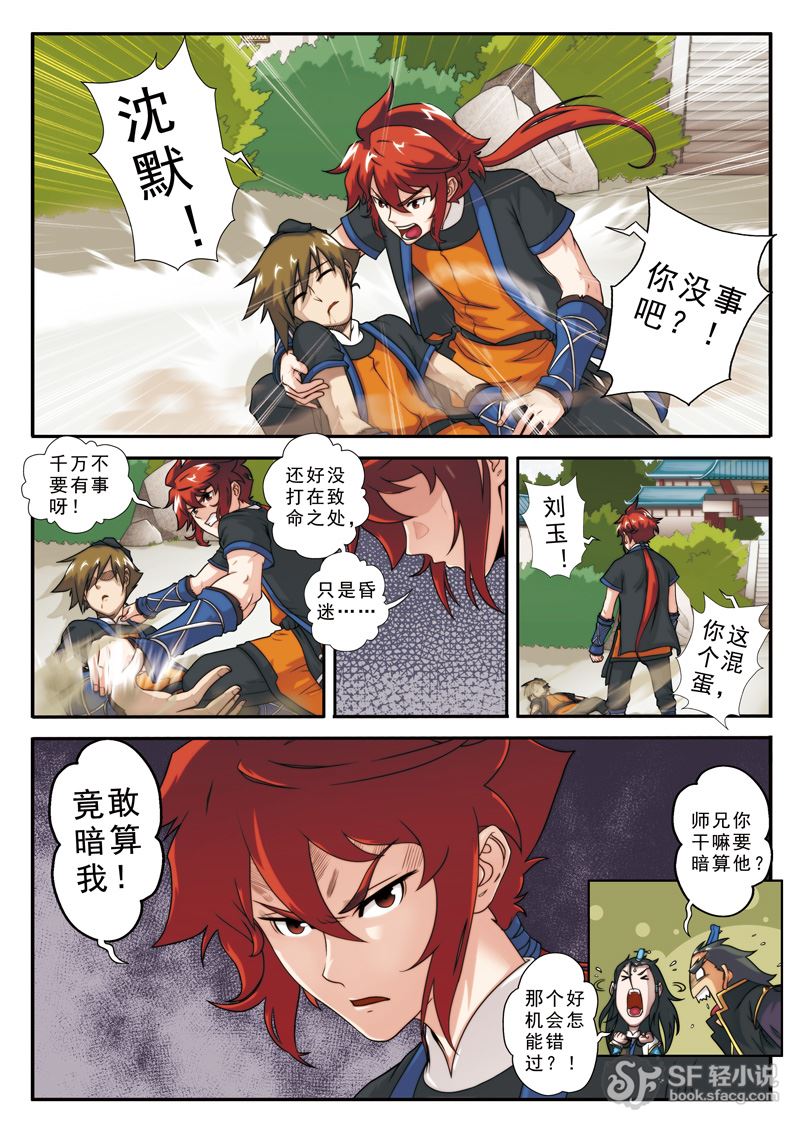 沈默！
你没事
吧？！
千万不
要有事
呀！
还好没
打在致
命之处，
只是昏
迷……
刘玉！
你这
个混
蛋，
竟敢
暗算
我！
师兄你
干嘛要
暗算他？
那个好
机会怎
能错
过？！
SF 轻小说
book.sfacg.com